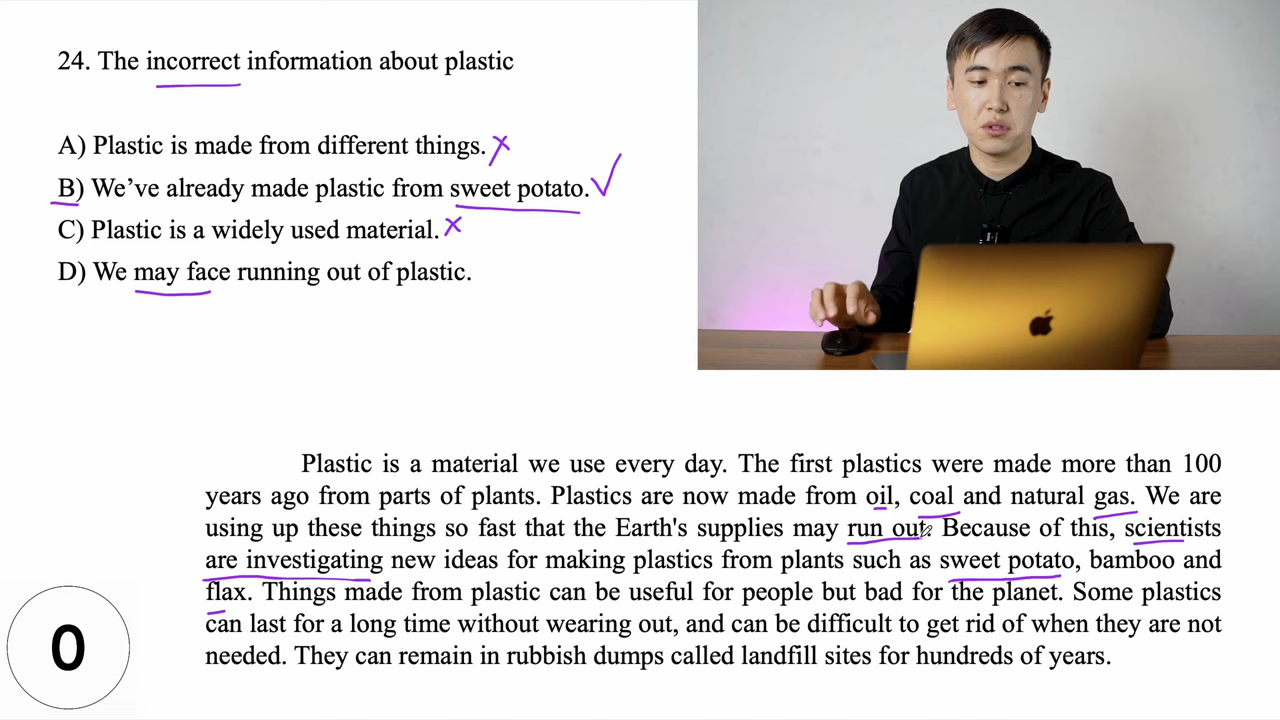 24. The incorrect information about plastic
A) Plastic is made from different things.
B) We've already made plastic from sweet potato.
C) Plastic is a widely used material.
D) We may face running out of plastic.
Plastic is a material we use every day. The first plastics were made more than 100
years ago from parts of plants. Plastics are now made from oil, coal and natural gas. We are
using up these things so fast that the Earth's supplies may run out. Because of this, scientists
are investigating new ideas for making plastics from plants such as sweet potato, bamboo and
flax. Things made from plastic can be useful for people but bad for the planet. Some plastics
can last for a long time without wearing out, and can be difficult to get rid of when they are not
needed. They can remain in rubbish dumps called landfill sites for hundreds of years.
0